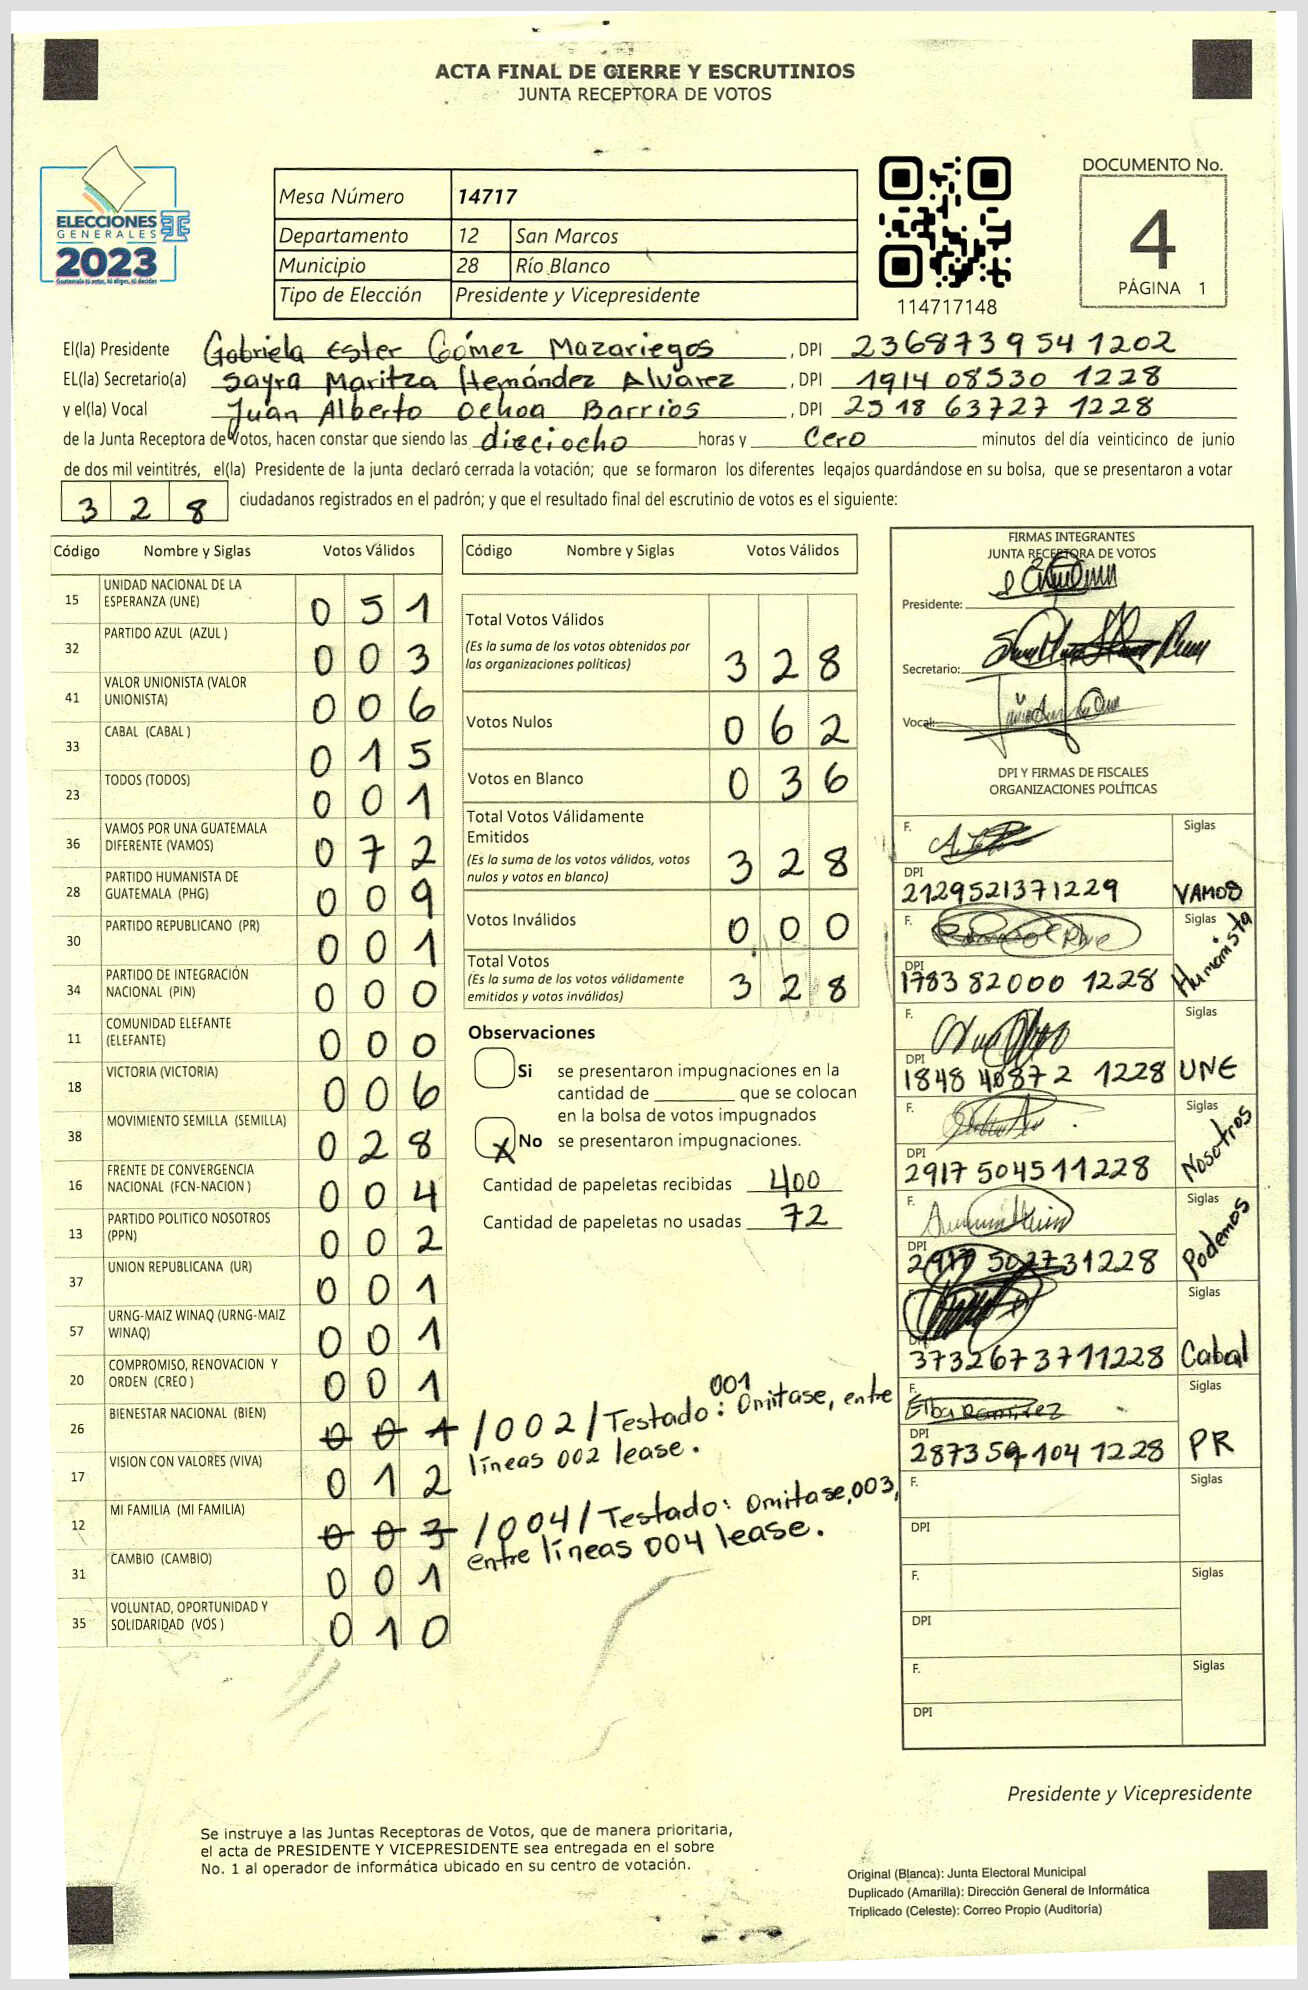 ACTA FINAL DE CIERRE Y ESCRUTINIOS
JUNTA RECEPTORA DE VOTOS
ELECCIONES
GENERALES
2023
Mesa Número 14717
Departamento 12 San Marcos
Municipio 28 Río Blanco
Tipo de Elección Presidente y Vicepresidente
114717148
DOCUMENTO No.
4
PÁGINA 1
El(la) Presidente Gabriela Ester Gómez Mazariegos, DPI 2368739541202
EL(la) Secretario(a) Sayra Maritza Hernández Alvarez, DPI 1914 08530 1228
y el(la) Vocal Juan Alberto Ochoa Barrios, DPI 2518 63727 1228
de la Junta Receptora de Votos, hacen constar que siendo las dieciocho horas y cero minutos del día veinticinco de junio
de dos mil veintitrés, el(la) Presidente de la junta declaró cerrada la votación; que se formaron los diferentes legajos guardándose en su bolsa, que se presentaron a votar
3 2 8 ciudadanos registrados en el padrón; y que el resultado final del escrutinio de votos es el siguiente:
Código Nombre y Siglas Votos Válidos
15 UNIDAD NACIONAL DE LA ESPERANZA (UNE) 0 5 1
32 PARTIDO AZUL (AZUL ) 0 0 3
41 VALOR UNIONISTA (VALOR UNIONISTA) 0 0 6
33 CABAL (CABAL ) 0 1 5
23 TODOS (TODOS) 0 0 1
36 VAMOS POR UNA GUATEMALA DIFERENTE (VAMOS) 0 7 2
28 PARTIDO HUMANISTA DE GUATEMALA (PHG) 0 0 9
30 PARTIDO REPUBLICANO (PR) 0 0 1
34 PARTIDO DE INTEGRACIÓN NACIONAL (PIN) 0 0 0
11 COMUNIDAD ELEFANTE (ELEFANTE) 0 0 0
18 VICTORIA (VICTORIA) 0 0 6
38 MOVIMIENTO SEMILLA (SEMILLA) 0 2 8
16 FRENTE DE CONVERGENCIA NACIONAL (FCN-NACION ) 0 0 4
13 PARTIDO POLITICO NOSOTROS (PPN) 0 0 2
37 UNION REPUBLICANA (UR) 0 0 1
57 URNG-MAIZ WINAQ (URNG-MAIZ WINAQ) 0 0 1
20 COMPROMISO, RENOVACION Y ORDEN (CREO ) 0 0 1
26 BIENESTAR NACIONAL (BIEN) 0 0 1 /002/Testado: 001 Omitase, entre
líneas 002 lease.
17 VISION CON VALORES (VIVA) 0 1 2
12 MI FAMILIA (MI FAMILIA) 0 0 3 /004/Testado: Omitase,003,
entre líneas 004 lease.
31 CAMBIO (CAMBIO) 0 0 1
35 VOLUNTAD, OPORTUNIDAD Y SOLIDARIDAD (VOS ) 0 1 0
Código Nombre y Siglas Votos Válidos
Total Votos Válidos
(Es la suma de los votos obtenidos por
las organizaciones políticas) 3 2 8
Votos Nulos 0 6 2
Votos en Blanco 0 3 6
Total Votos Válidamente
Emitidos
(Es la suma de los votos válidos, votos
nulos y votos en blanco) 3 2 8
Votos Inválidos 0 0 0
Total Votos
(Es la suma de los votos válidamente
emitidos y votos inválidos) 3 2 8
Observaciones
Si se presentaron impugnaciones en la
cantidad de ________ que se colocan
en la bolsa de votos impugnados
X No se presentaron impugnaciones.
Cantidad de papeletas recibidas 400
Cantidad de papeletas no usadas 72
FIRMAS INTEGRANTES
JUNTA RECEPTORA DE VOTOS
Presidente:
Secretario:
Vocal:
DPI Y FIRMAS DE FISCALES
ORGANIZACIONES POLÍTICAS
F. Siglas
DPI
2129521371229 VAMOS
F. Siglas
DPI
1783 82000 1228 Humanista
F. Siglas
DPI
1848 40872 1228 UNE
F. Siglas
DPI
2917 504511228 Nosotros
F. Siglas
DPI
2917 502731228 Podemos
Siglas
DPI
3732673711228 Cabal
F. Siglas
Elba Ramirez
DPI
287359104 1228 PR
F. Siglas
DPI
F. Siglas
DPI
F. Siglas
DPI
Presidente y Vicepresidente
Se instruye a las Juntas Receptoras de Votos, que de manera prioritaria,
el acta de PRESIDENTE Y VICEPRESIDENTE sea entregada en el sobre
No. 1 al operador de informática ubicado en su centro de votación.
Original (Blanca): Junta Electoral Municipal
Duplicado (Amarilla): Dirección General de Informática
Triplicado (Celeste): Correo Propio (Auditoría)